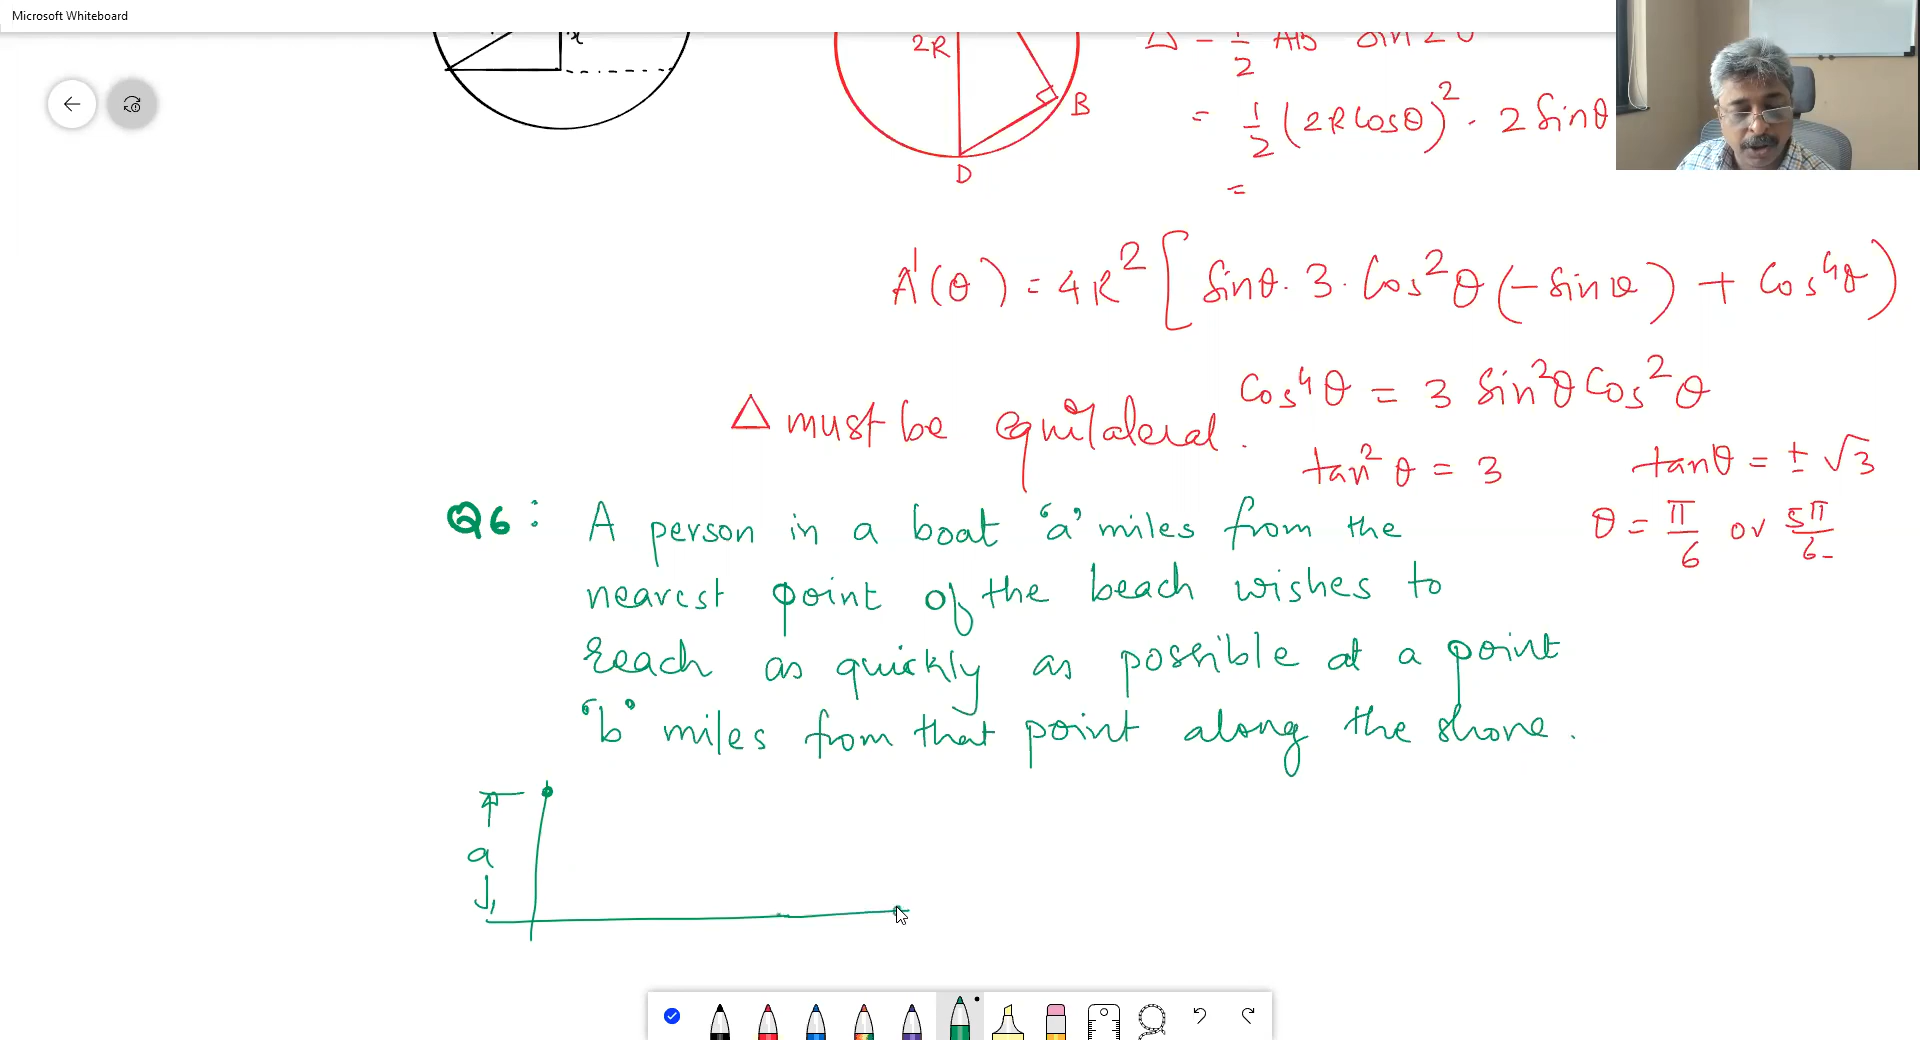 Microsoft Whiteboard
x
2R
B
D
= 1/2 (2R Cosθ)² · 2 Sinθ
=
A'(θ) = 4R² [ Sinθ · 3 · Cos²θ (-Sinθ) + Cos⁴θ )
Cos⁴θ = 3 Sin²θ Cos²θ
Δ must be equilateral.
tan²θ = 3 tanθ = ± √3
θ = π/6 or 5π/6
Q6: A person in a boat 'a' miles from the
nearest point of the beach wishes to
reach as quickly as possible at a point
'b' miles from that point along the shore.
a